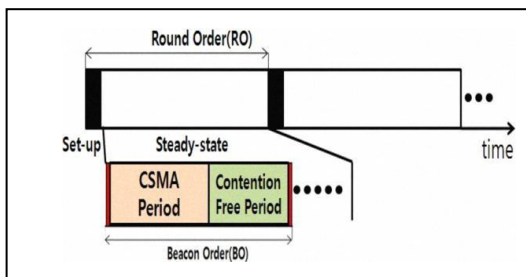 Round Order(RO)
Set-up
Steady-state
time
CSMA
Period
Contention
Free Period
Beacon Order(BO)